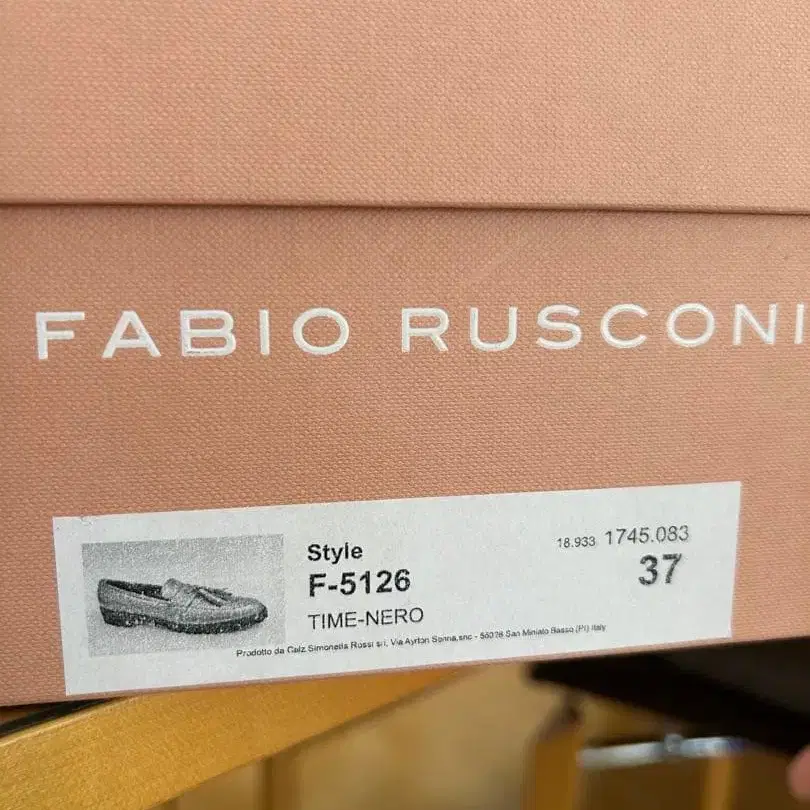 FABIO RUSCONI
Style
18.933 1745.083
F-5126
37
TIME-NERO
Prodotto da Calz.Simonetta Rossi s.r.l, Via Ayrton Senna,snc - 56028 San Miniato Basso (PI) Italy